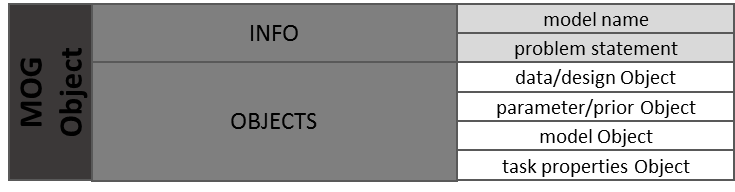 MOG
Object
INFO
model name
problem statement
OBJECTS
data/design Object
parameter/prior Object
model Object
task properties Object